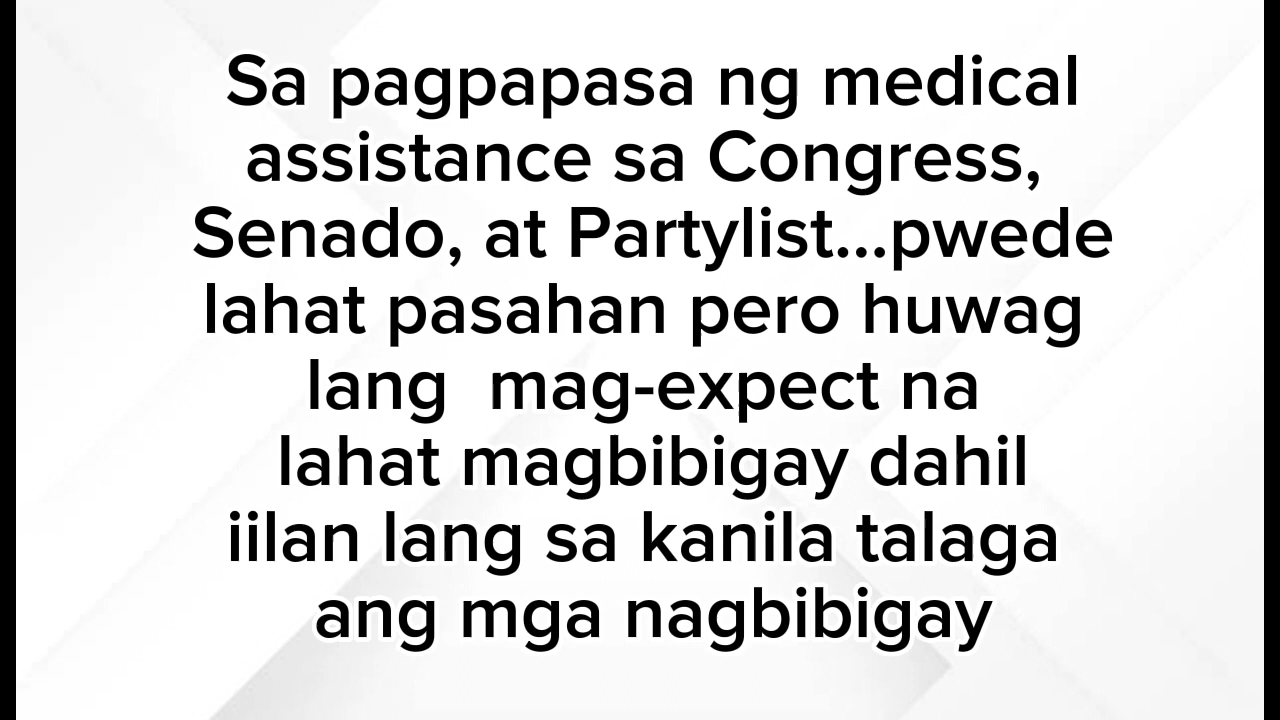 Sa pagpapasa ng medical
assistance sa Congress,
Senado, at Partylist...pwede
lahat pasahan pero huwag
lang  mag-expect na
lahat magbibigay dahil
iilan lang sa kanila talaga
ang mga nagbibigay